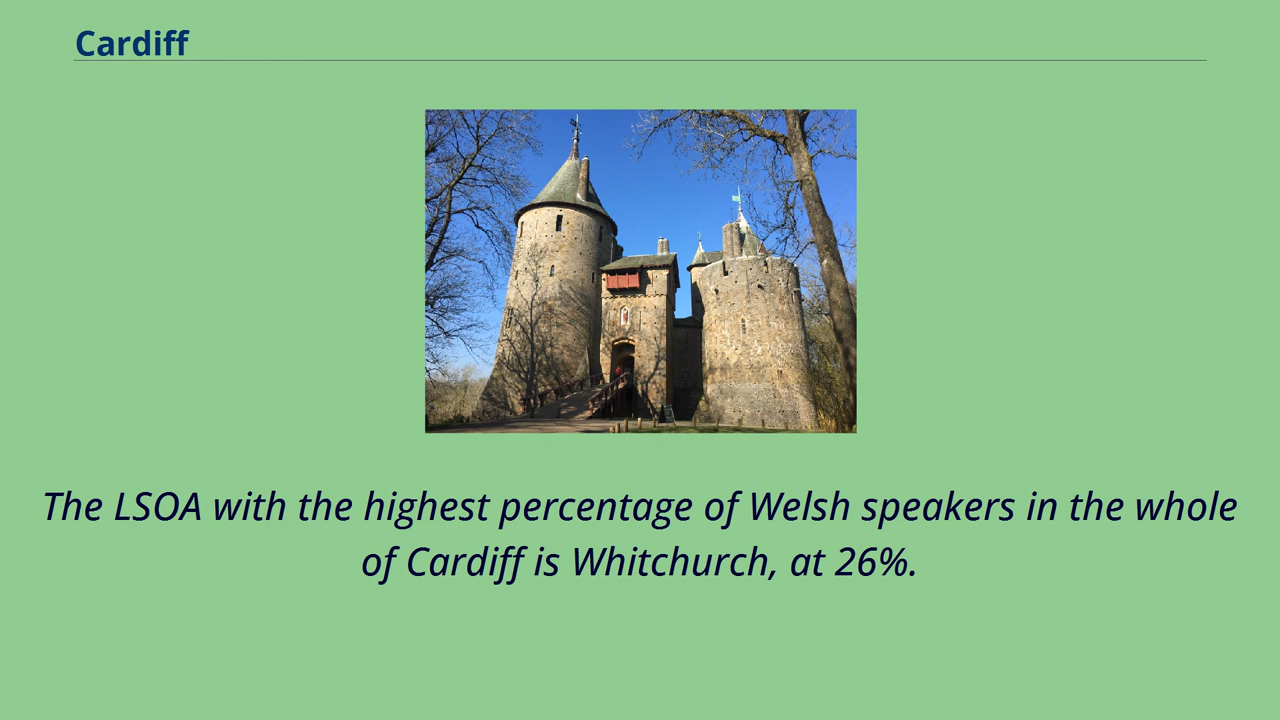 Cardiff
The LSOA with the highest percentage of Welsh speakers in the whole
of Cardiff is Whitchurch, at 26%.